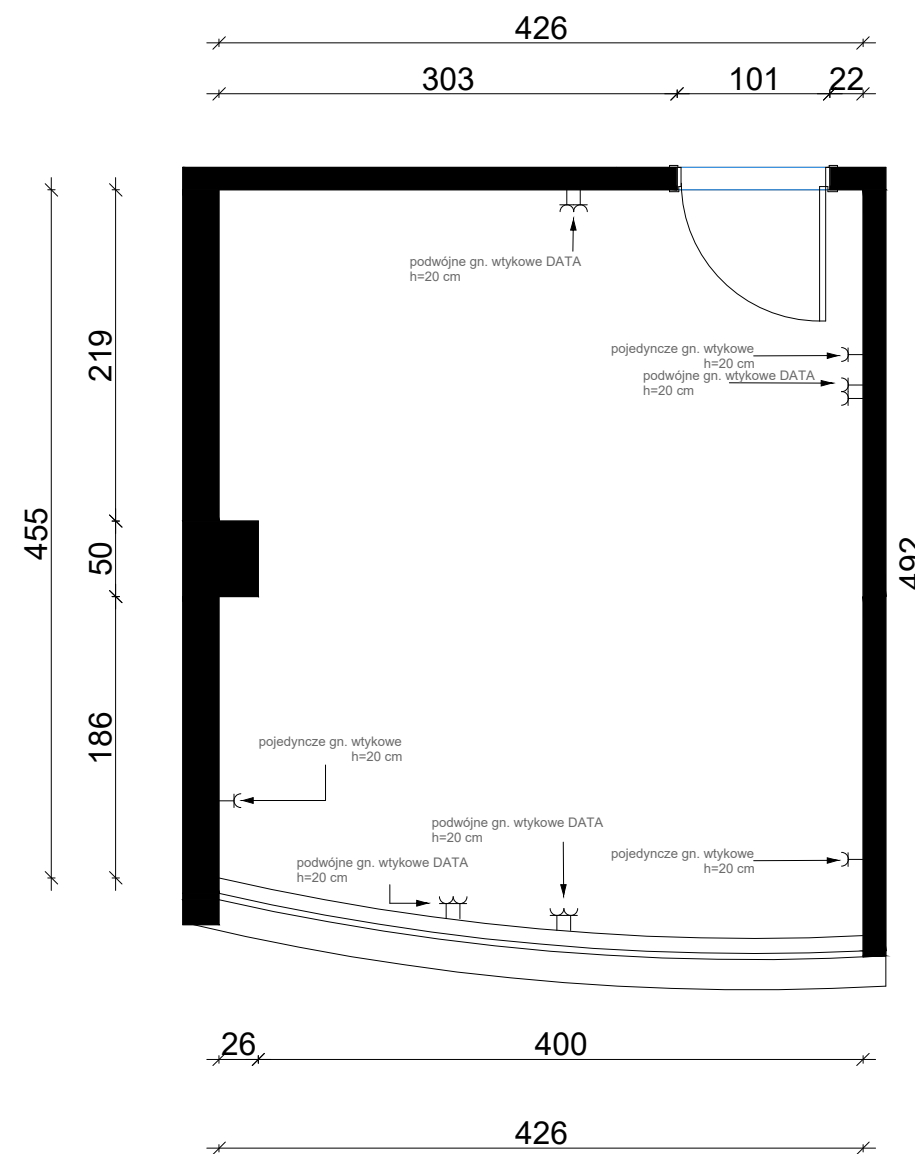 426
303
101
22
podwójne gn. wtykowe DATA
h=20 cm
219
pojedyncze gn. wtykowe
h=20 cm
podwójne gn. wtykowe DATA
h=20 cm
455
50
492
186
pojedyncze gn. wtykowe
h=20 cm
podwójne gn. wtykowe DATA
h=20 cm
pojedyncze gn. wtykowe
h=20 cm
podwójne gn. wtykowe DATA
h=20 cm
26
400
426